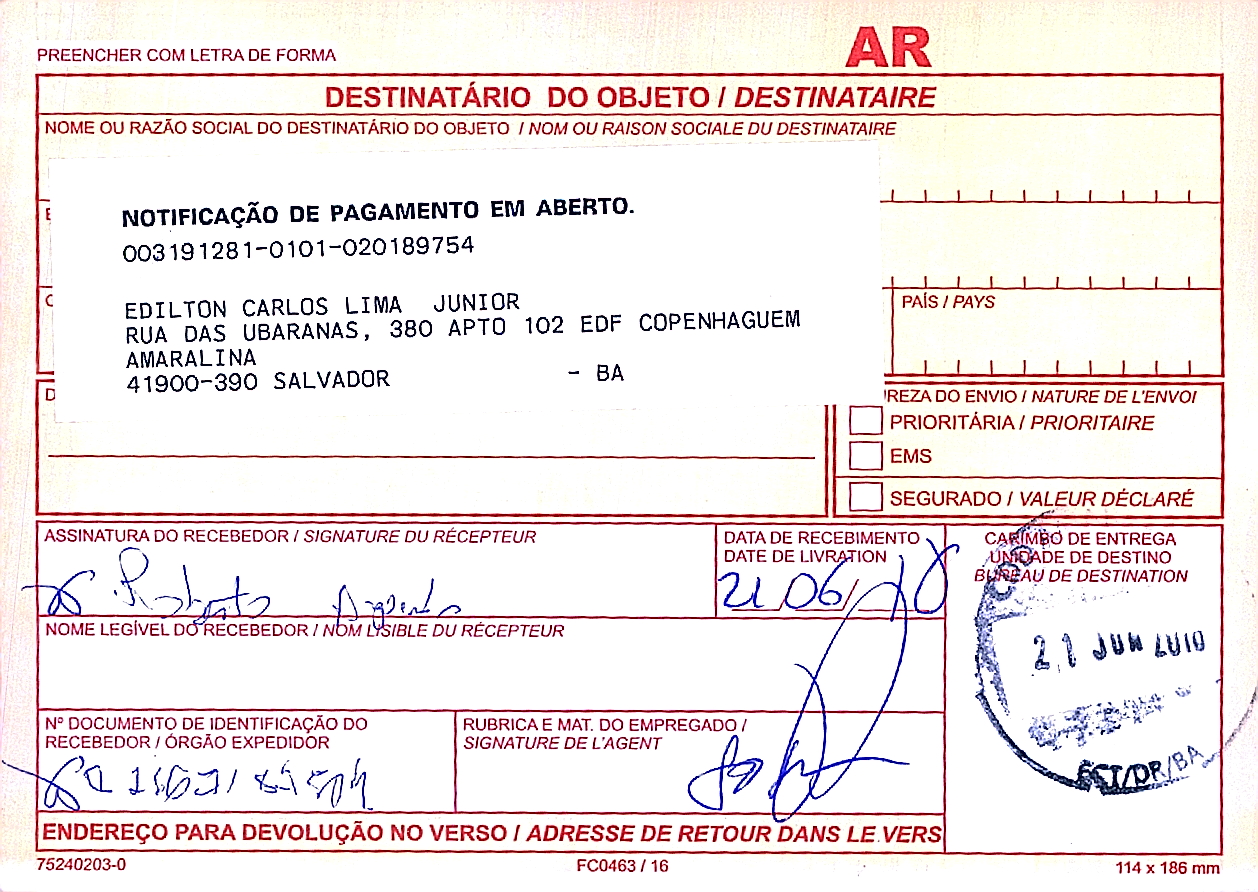 PREENCHER COM LETRA DE FORMA
AR
DESTINATÁRIO DO OBJETO / DESTINATAIRE
NOME OU RAZÃO SOCIAL DO DESTINATÁRIO DO OBJETO / NOM OU RAISON SOCIALE DU DESTINATAIRE
NOTIFICAÇÃO DE PAGAMENTO EM ABERTO.
003191281-0101-020189754
EDILTON CARLOS LIMA JUNIOR
RUA DAS UBARANAS, 380 APTO 102 EDF COPENHAGUEM
AMARALINA
41900-390 SALVADOR - BA
PAÍS / PAYS
REZA DO ENVIO / NATURE DE L'ENVOI
PRIORITÁRIA / PRIORITAIRE
EMS
SEGURADO / VALEUR DÉCLARÉ
ASSINATURA DO RECEBEDOR / SIGNATURE DU RÉCEPTEUR
Roberto
DATA DE RECEBIMENTO
DATE DE LIVRATION
21/06/10
CARIMBO DE ENTREGA
UNIDADE DE DESTINO
BUREAU DE DESTINATION
21 JUN 2010
ECT/DR/BA
NOME LEGÍVEL DO RECEBEDOR / NOM LISIBLE DU RÉCEPTEUR
Nº DOCUMENTO DE IDENTIFICAÇÃO DO
RECEBEDOR / ÓRGÃO EXPEDIDOR
RUBRICA E MAT. DO EMPREGADO /
SIGNATURE DE L'AGENT
ENDEREÇO PARA DEVOLUÇÃO NO VERSO / ADRESSE DE RETOUR DANS LE VERS
75240203-0
FC0463 / 16
114 x 186 mm